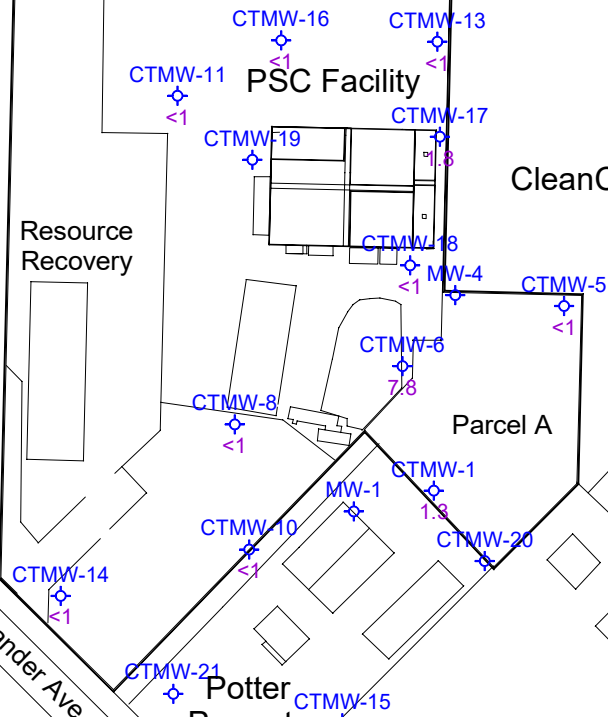 CTMW-16
CTMW-13
<1
<1
CTMW-11
PSC Facility
<1
CTMW-17
CTMW-19
1.8
CleanC
Resource
Recovery
CTMW-18
<1
MW-4
CTMW-5
<1
CTMW-6
7.8
CTMW-8
<1
Parcel A
CTMW-1
MW-1
1.3
CTMW-10
CTMW-20
<1
CTMW-14
<1
ander Ave
CTMW-21
Potter
CTMW-15